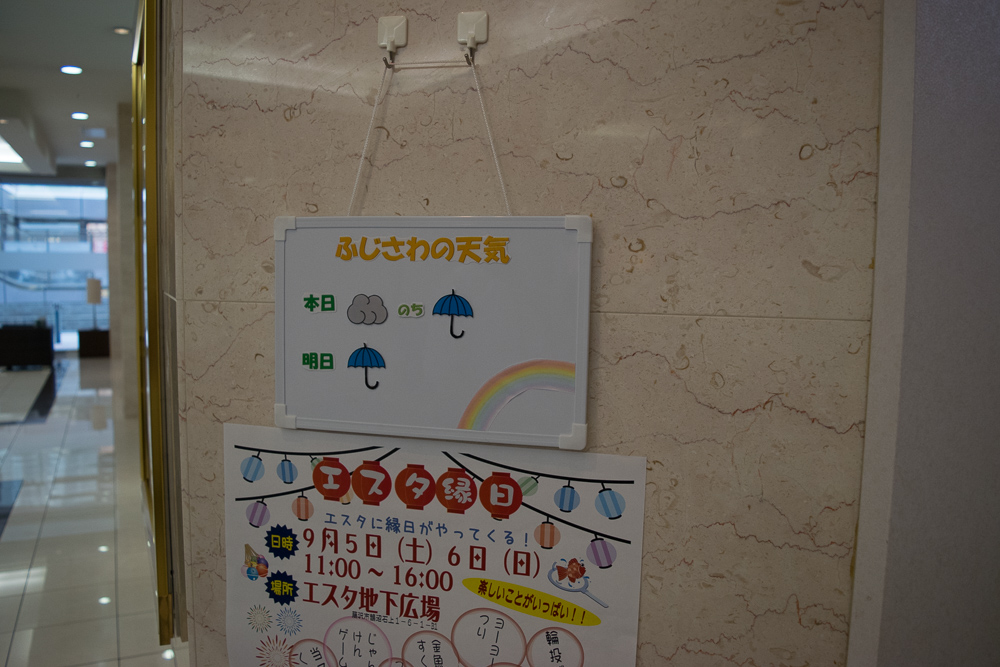 ふじさわの天気
本日 のち
明日
エスタ縁日
エスタに縁日がやってくる!
日時 9月5日(土) 6日(日)
11:00～16:00
場所 エスタ地下広場
楽しいことがいっぱい!!
じゃん
けん
ゲーム
金魚
すく
ヨーヨー
つり
輪投